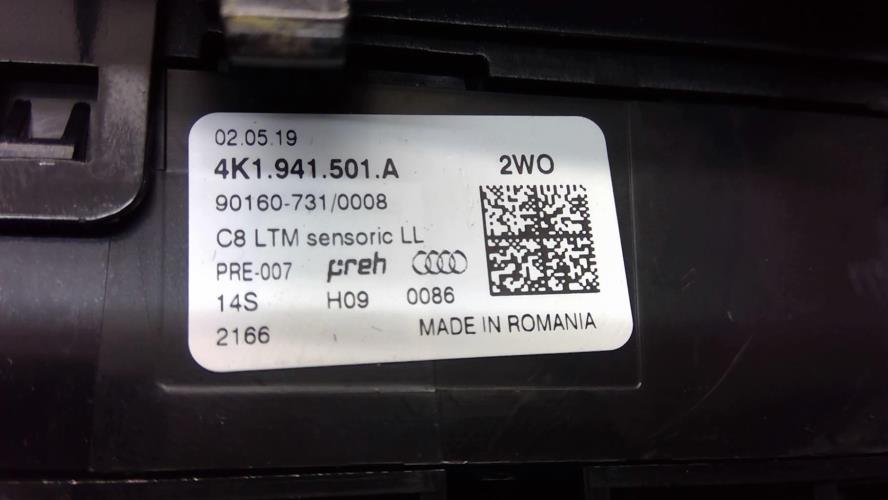 02.05.19
4K1.941.501.A 2WO
90160-731/0008
C8 LTM sensoric LL
PRE-007 preh
14S H09 0086
2166 MADE IN ROMANIA